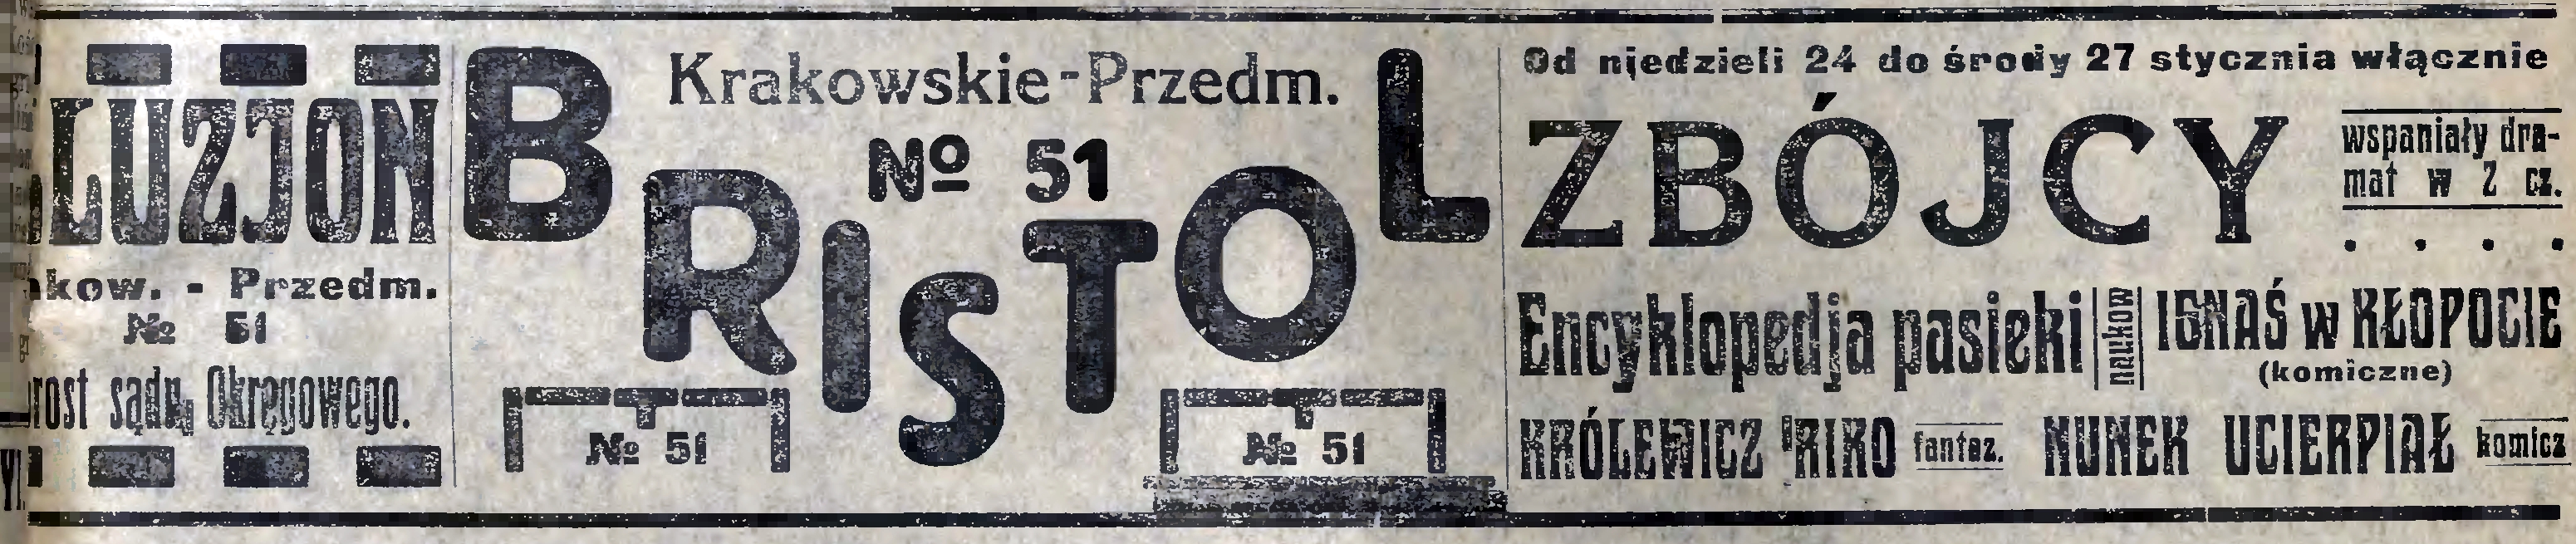 LUZJON
kow. - Przedm.
№ 51
rost sądu Okręgowego.
BRISTOL
Krakowskie-Przedm.
№ 51
№ 51
№ 51
Od niedzieli 24 do środy 27 stycznia włącznie
ZBÓJCY
wspaniały dra-
mat w 2 cz.
. . . .
Encyklopedja pasieki
naukow
IGNAŚ w KŁOPOCIE
(komiczne)
KRÓLEWICZ RIKO fantaz. NUNEK UCIERPIAŁ komicz